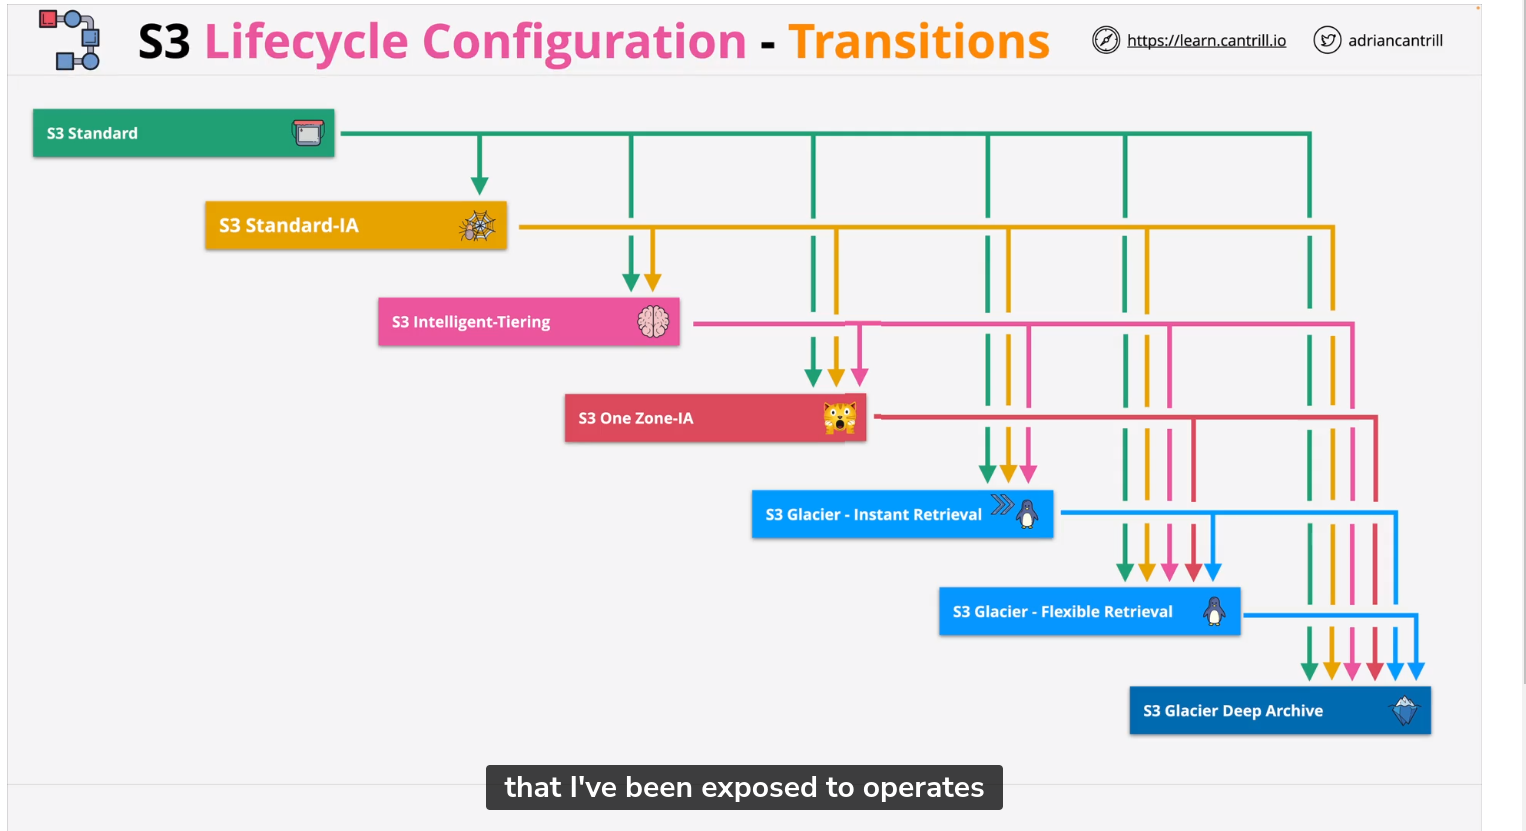 S3 Lifecycle Configuration - Transitions
https://learn.cantrill.io
adriancantrill
S3 Standard
S3 Standard-IA
S3 Intelligent-Tiering
S3 One Zone-IA
S3 Glacier - Instant Retrieval
S3 Glacier - Flexible Retrieval
S3 Glacier Deep Archive
that I've been exposed to operates